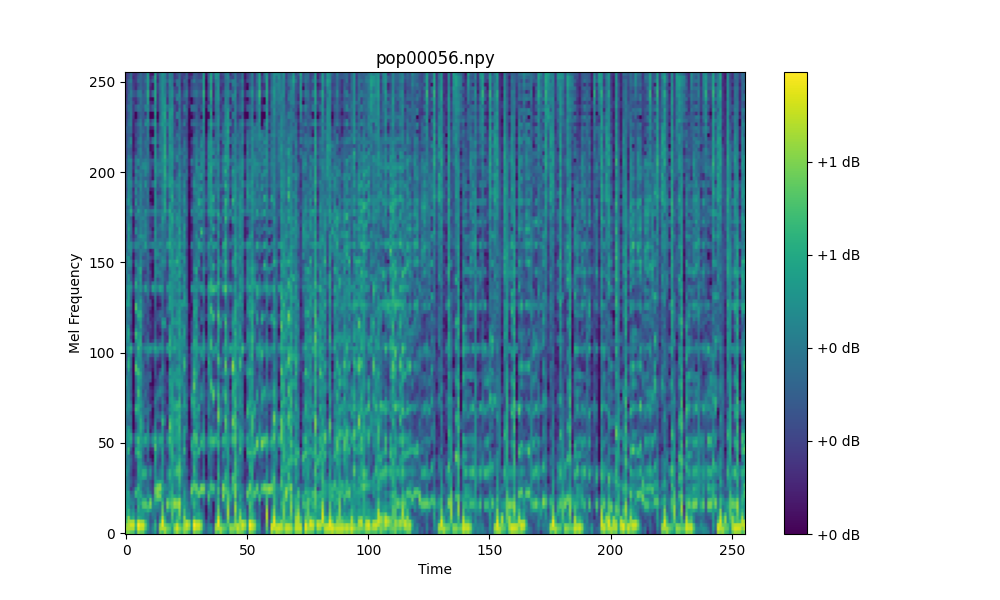 pop00056.npy
250
200
150
100
50
0
Mel Frequency
0 50 100 150 200 250
Time
+1 dB
+1 dB
+0 dB
+0 dB
+0 dB